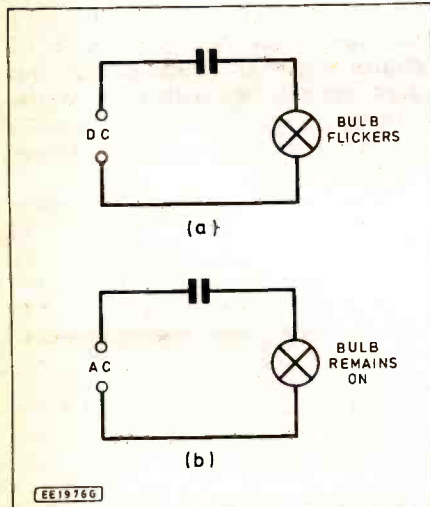 DC
BULB
FLICKERS
(a)
AC
BULB
REMAINS
ON
(b)
EE1976G